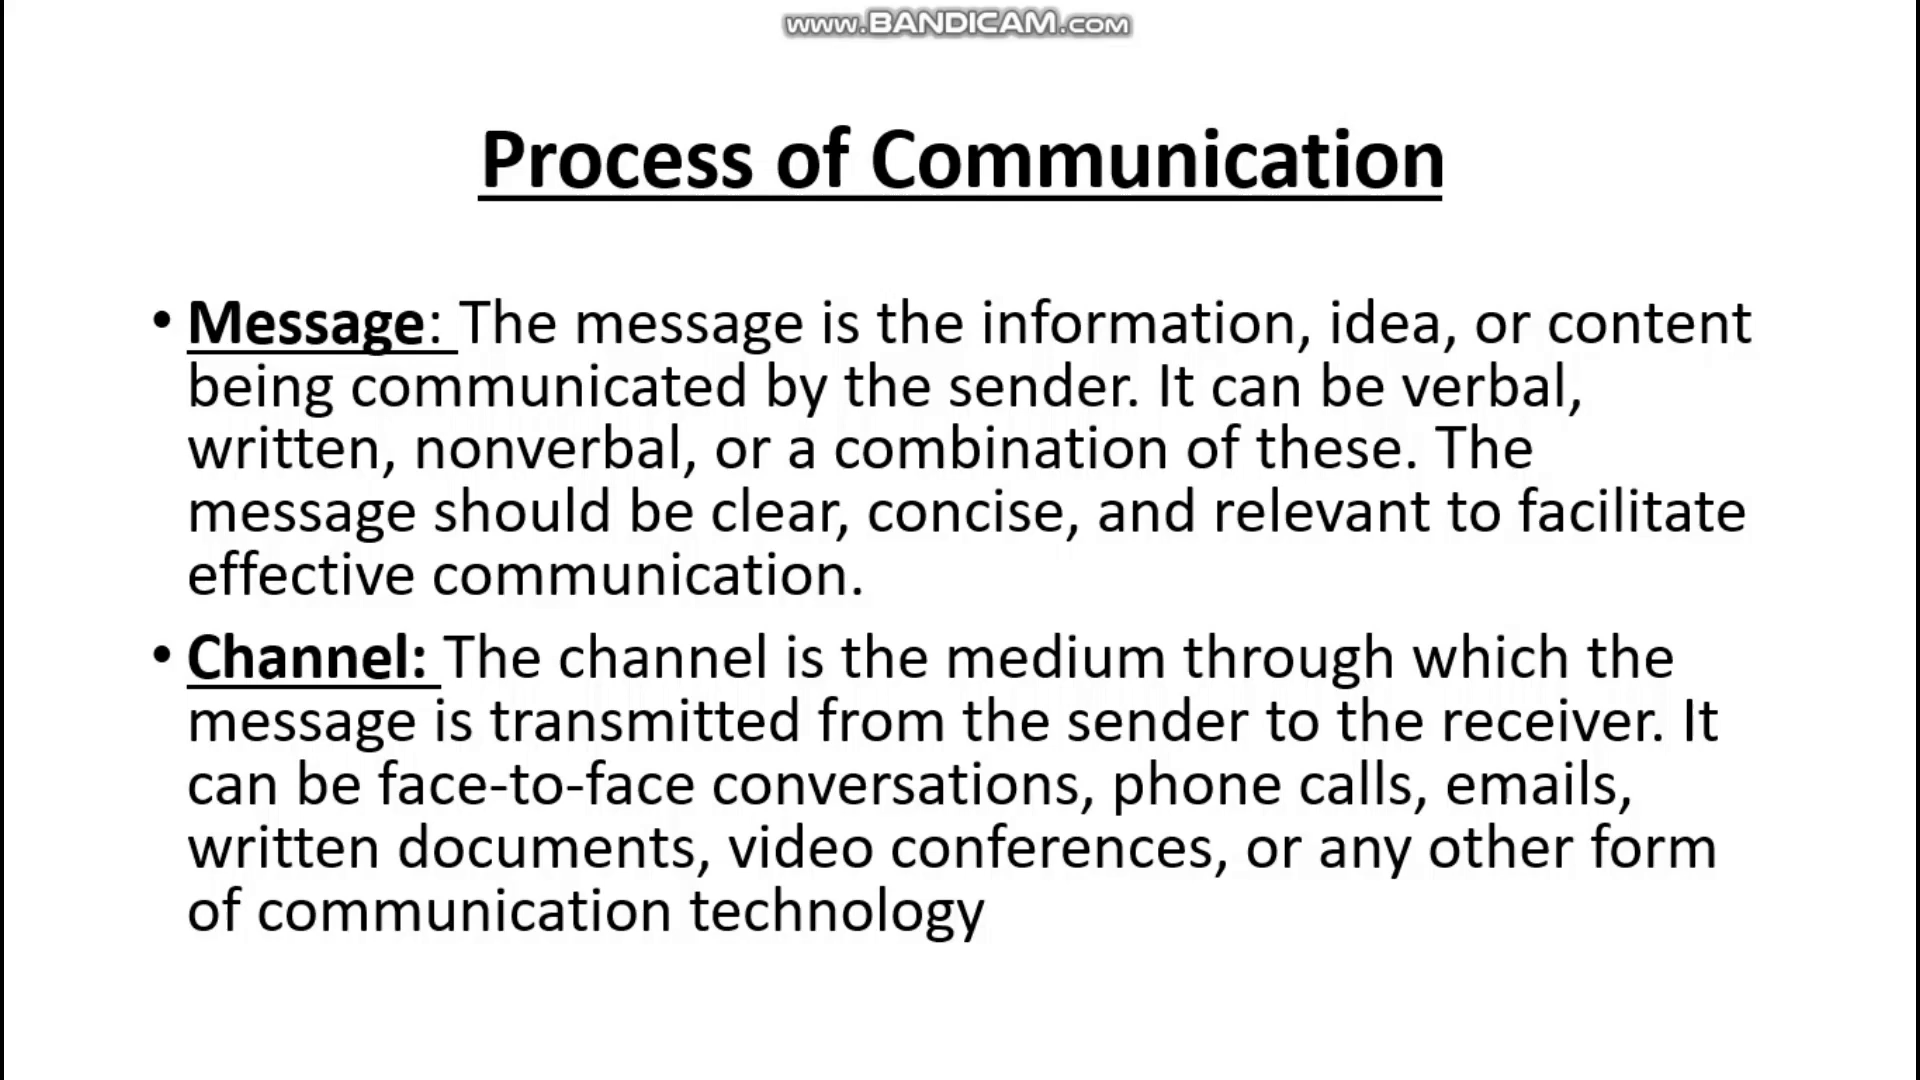 www.BANDICAM.com
Process of Communication
• Message: The message is the information, idea, or content
being communicated by the sender. It can be verbal,
written, nonverbal, or a combination of these. The
message should be clear, concise, and relevant to facilitate
effective communication.
• Channel: The channel is the medium through which the
message is transmitted from the sender to the receiver. It
can be face-to-face conversations, phone calls, emails,
written documents, video conferences, or any other form
of communication technology